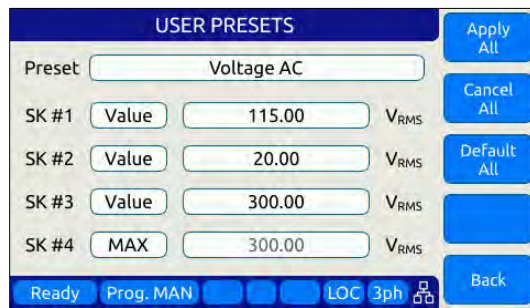 USER PRESETS
Preset Voltage AC
SK #1 Value 115.00 VRMS
SK #2 Value 20.00 VRMS
SK #3 Value 300.00 VRMS
SK #4 MAX 300.00 VRMS
Ready Prog. MAN LOC 3ph
Apply
All
Cancel
All
Default
All
Back